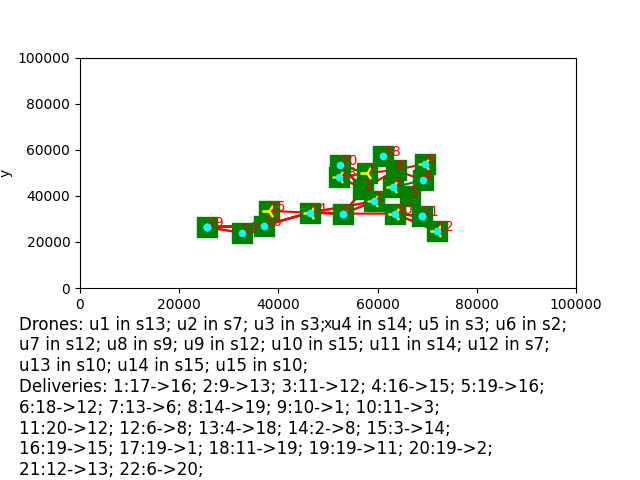 100000
80000
60000
40000
20000
0
y
0 20000 40000 60000 80000 100000
x
Drones: u1 in s13; u2 in s7; u3 in s3; u4 in s14; u5 in s3; u6 in s2;
u7 in s12; u8 in s9; u9 in s12; u10 in s15; u11 in s14; u12 in s7;
u13 in s10; u14 in s15; u15 in s10;
Deliveries: 1:17->16; 2:9->13; 3:11->12; 4:16->15; 5:19->16;
6:18->12; 7:13->6; 8:14->19; 9:10->1; 10:11->3;
11:20->12; 12:6->8; 13:4->18; 14:2->8; 15:3->14;
16:19->15; 17:19->1; 18:11->19; 19:19->11; 20:19->2;
21:12->13; 22:6->20;